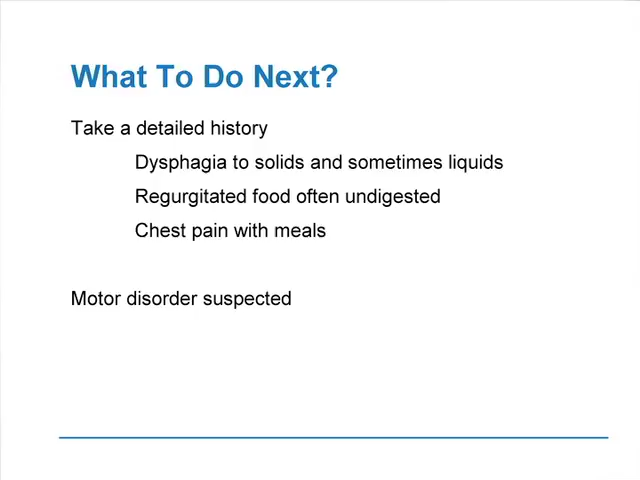 What To Do Next?
Take a detailed history
Dysphagia to solids and sometimes liquids
Regurgitated food often undigested
Chest pain with meals
Motor disorder suspected